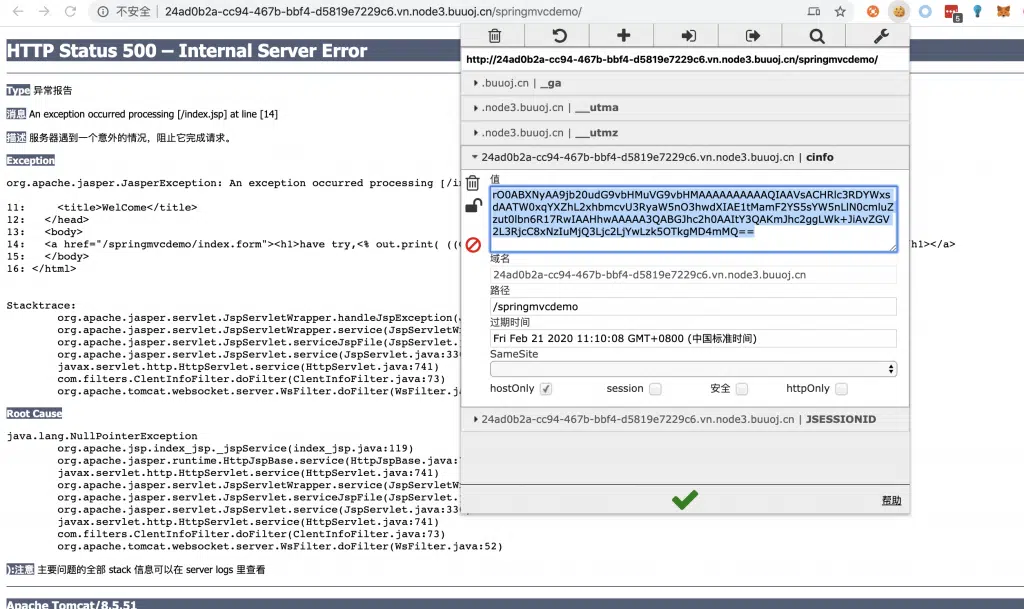 不安全 | 24ad0b2a-cc94-467b-bbf4-d5819e7229c6.vn.node3.buuoj.cn/springmvcdemo/
5
HTTP Status 500 – Internal Server Error
Type 异常报告
消息 An exception occurred processing [/index.jsp] at line [14]
描述 服务器遇到一个意外的情况，阻止它完成请求。
Exception
org.apache.jasper.JasperException: An exception occurred processing [/i
11: <title>WelCome</title>
12: </head>
13: <body>
14: <a href="/springmvcdemo/index.form"><h1>have try,<% out.print( ((
h1></a>
15: </body>
16: </html>
Stacktrace:
org.apache.jasper.servlet.JspServletWrapper.handleJspException(
org.apache.jasper.servlet.JspServletWrapper.service(JspServletW
org.apache.jasper.servlet.JspServlet.serviceJspFile(JspServlet.
org.apache.jasper.servlet.JspServlet.service(JspServlet.java:33
javax.servlet.http.HttpServlet.service(HttpServlet.java:741)
com.filters.ClentInfoFilter.doFilter(ClentInfoFilter.java:73)
org.apache.tomcat.websocket.server.WsFilter.doFilter(WsFilter.j
Root Cause
java.lang.NullPointerException
org.apache.jsp.index_jsp._jspService(index_jsp.java:119)
org.apache.jasper.runtime.HttpJspBase.service(HttpJspBase.java:
javax.servlet.http.HttpServlet.service(HttpServlet.java:741)
org.apache.jasper.servlet.JspServletWrapper.service(JspServletW
org.apache.jasper.servlet.JspServlet.serviceJspFile(JspServlet.
org.apache.jasper.servlet.JspServlet.service(JspServlet.java:33
javax.servlet.http.HttpServlet.service(HttpServlet.java:741)
com.filters.ClentInfoFilter.doFilter(ClentInfoFilter.java:73)
org.apache.tomcat.websocket.server.WsFilter.doFilter(WsFilter.java:52)
):注意 主要问题的全部 stack 信息可以在 server logs 里查看
Apache Tomcat/8.5.51
http://24ad0b2a-cc94-467b-bbf4-d5819e7229c6.vn.node3.buuoj.cn/springmvcdemo/
.buuoj.cn | _ga
.node3.buuoj.cn | __utma
.node3.buuoj.cn | __utmz
24ad0b2a-cc94-467b-bbf4-d5819e7229c6.vn.node3.buuoj.cn | cinfo
值
rO0ABXNyAA9jb20udG9vbHMuVG9vbHMAAAAAAAAAAQIAAVsACHRlc3RDYWxs
dAATW0xqYXZhL2xhbmcvU3RyaW5nO3hwdXIAE1tMamF2YS5sYW5nLlN0cmluZ
zut0lbn6R17RwIAAHhwAAAAA3QABGJhc2h0AAItY3QAKmJhc2ggLWk+JiAvZGV
2L3RjcC8xNzIuMjQ3Ljc2LjYwLzk5OTkgMD4mMQ==
域名
24ad0b2a-cc94-467b-bbf4-d5819e7229c6.vn.node3.buuoj.cn
路径
/springmvcdemo
过期时间
Fri Feb 21 2020 11:10:08 GMT+0800 (中国标准时间)
SameSite
hostOnly session 安全 httpOnly
24ad0b2a-cc94-467b-bbf4-d5819e7229c6.vn.node3.buuoj.cn | JSESSIONID
帮助